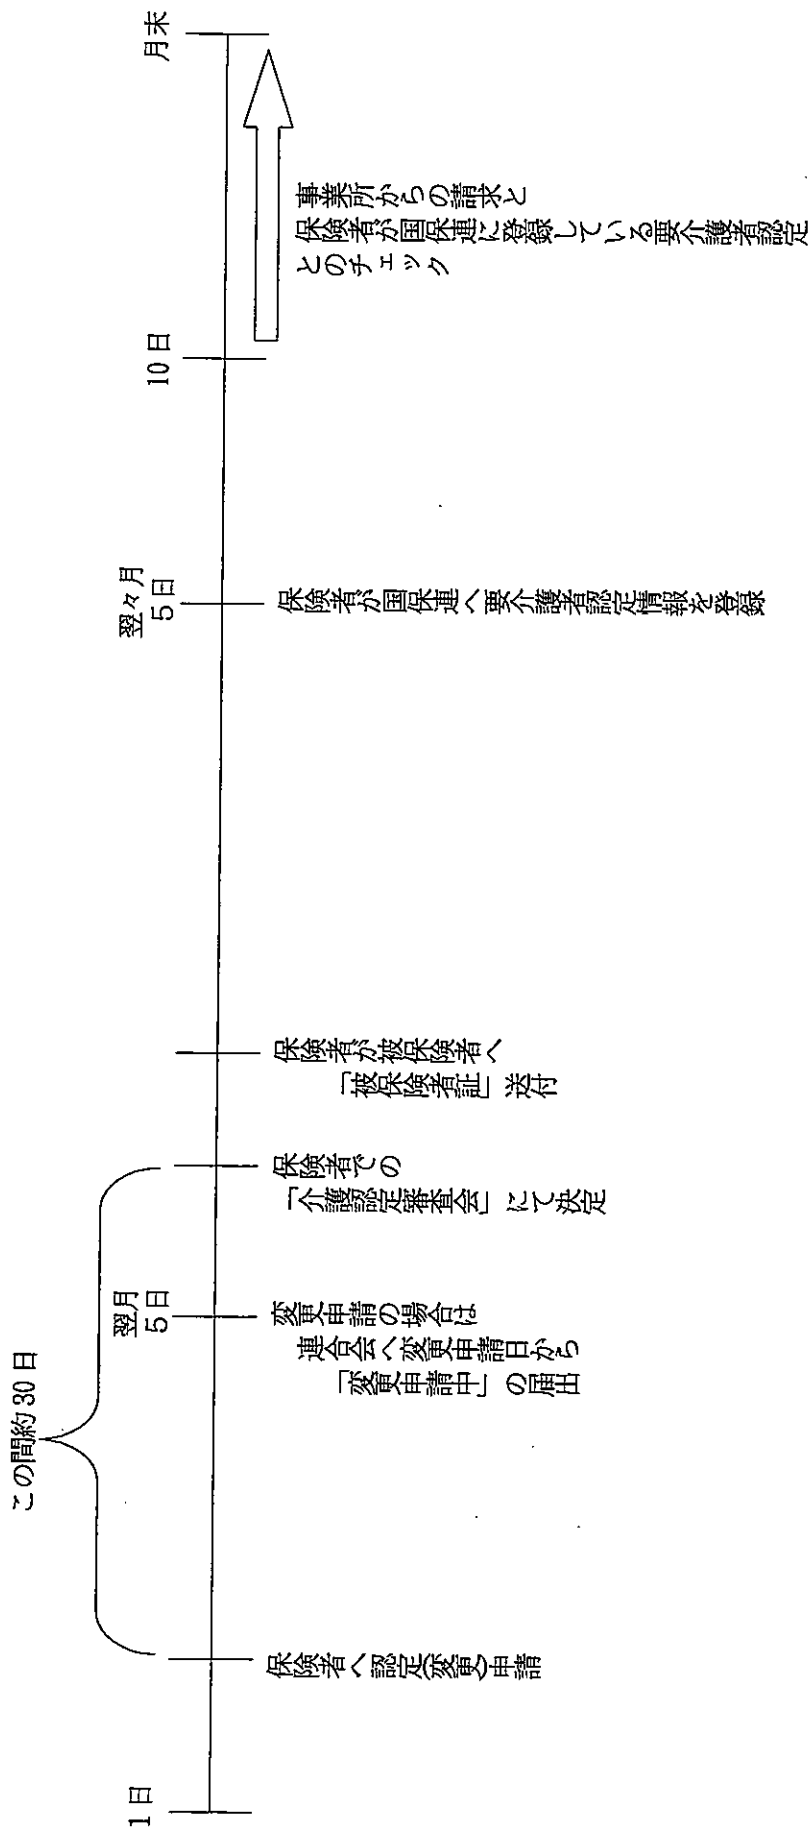 この間約30日
1日
翌月
5日
翌々月
5日
10日
月末
保険者へ認定(変更)申請
変更申請の場合は
連合会へ変更申請日から
「変更申請中」の届出
保険者での
「介護認定審査会」にて決定
保険者が被保険者へ
「被保険者証」送付
保険者が国保連へ要介護者認定情報を登録
事業所からの請求と
保険者が国保連に登録している要介護者認定
とのチェック